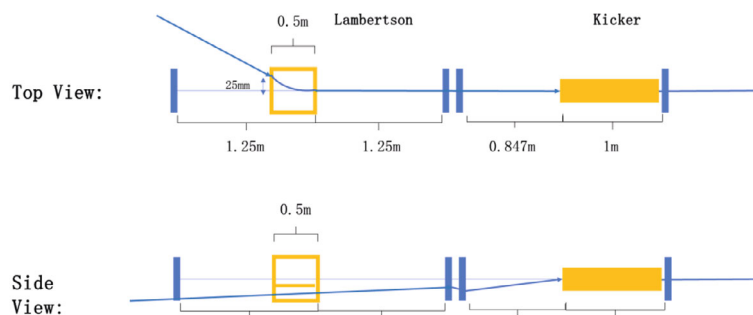 0.5m Lambertson Kicker
Top View:
25mm
1.25m 1.25m 0.847m 1m
0.5m
Side
View: